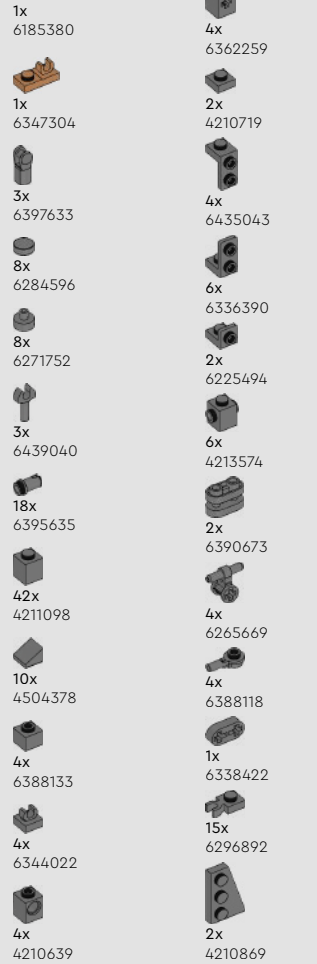 1x
6185380
1x
6347304
3x
6397633
8x
6284596
8x
6271752
3x
6439040
18x
6395635
42x
4211098
10x
4504378
4x
6388133
4x
6344022
4x
4210639
4x
6362259
2x
4210719
4x
6435043
6x
6336390
2x
6225494
6x
4213574
2x
6390673
4x
6265669
4x
6388118
1x
6338422
15x
6296892
2x
4210869